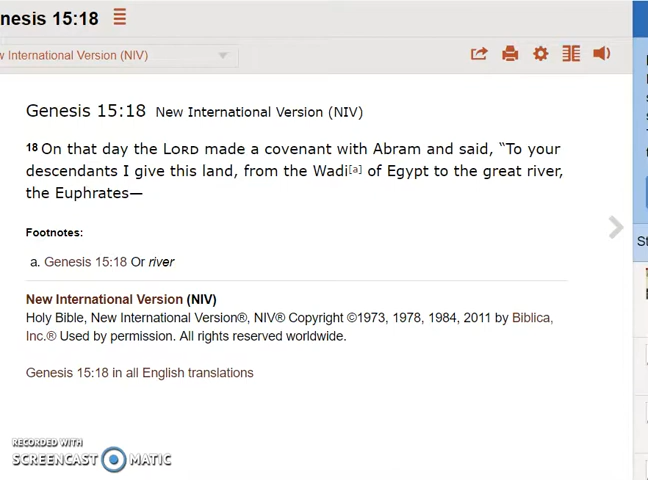 nesis 15:18
w International Version (NIV)
Genesis 15:18 New International Version (NIV)
18 On that day the LORD made a covenant with Abram and said, “To your
descendants I give this land, from the Wadi[a] of Egypt to the great river,
the Euphrates—
Footnotes:
a. Genesis 15:18 Or river
New International Version (NIV)
Holy Bible, New International Version®, NIV® Copyright ©1973, 1978, 1984, 2011 by Biblica,
Inc.® Used by permission. All rights reserved worldwide.
Genesis 15:18 in all English translations
St
RECORDED WITH
SCREENCAST MATIC